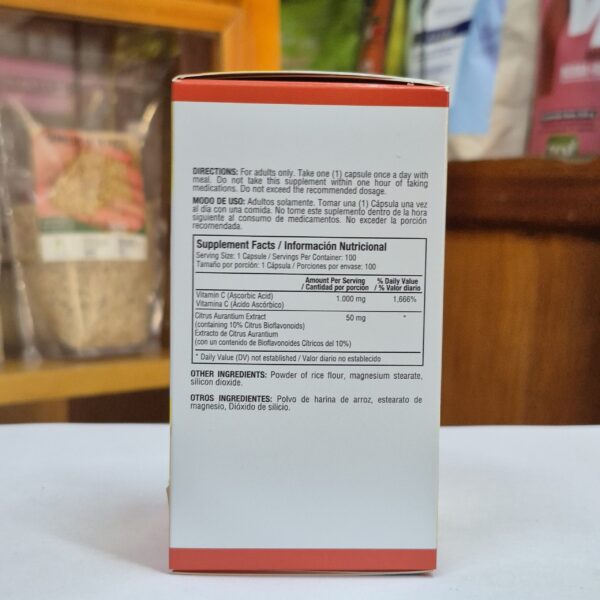 DIRECTIONS: For adults only. Take one (1) capsule once a day with
meal. Do not take this supplement within one hour of taking
medications. Do not exceed the recommended dosage.
MODO DE USO: Adultos solamente. Tomar una (1) Cápsula una vez
al día con una comida. No tome este suplemento dentro de la hora
siguiente al consumo de medicamentos. No exceder la porción
recomendada.
Supplement Facts / Información Nutricional
Serving Size: 1 Capsule / Servings Per Container: 100
Tamaño por porción: 1 Cápsula / Porciones por envase: 100
Amount Per Serving % Daily Value
/ Cantidad por porción / % Valor diario
Vitamin C (Ascorbic Acid) 1,000 mg 1,666%
Vitamina C (Ácido Ascórbico)
Citrus Aurantium Extract 50 mg *
(containing 10% Citrus Bioflavonoids)
Extracto de Citrus Aurantium
(con un contenido de Bioflavonoides Cítricos del 10%)
* Daily Value (DV) not established / Valor diario no establecido
OTHER INGREDIENTS: Powder of rice flour, magnesium stearate,
silicon dioxide.
OTROS INGREDIENTES: Polvo de harina de arroz, estearato de
magnesio, Dióxido de silicio.